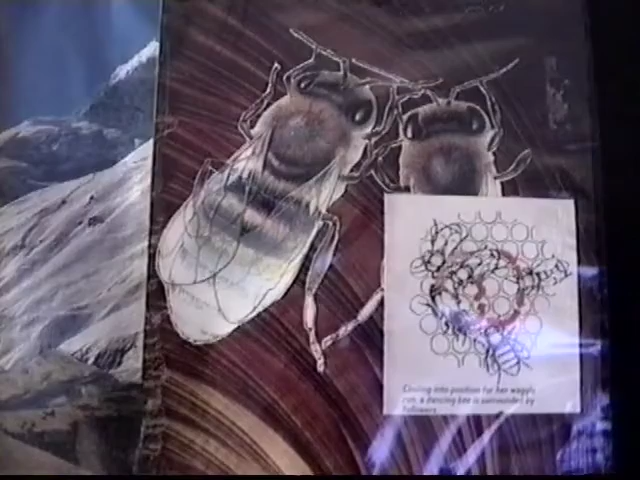 Circling into position for her waggle
run, a dancing bee is surrounded by
followers